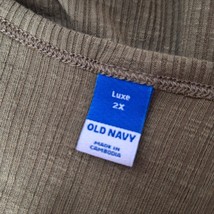 Luxe
2X
OLD NAVY
MADE IN
CAMBODIA